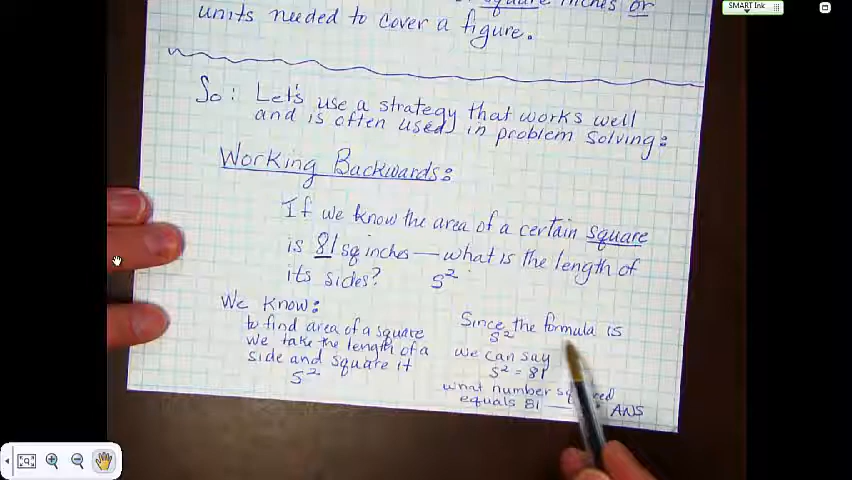 SMART Ink
square inches or
units needed to cover a figure.
So: Let's use a strategy that works well
and is often used in problem solving:
Working Backwards:
If we know the area of a certain square
is 81 sq inches — what is the length of
its sides? s²
We know:
to find area of a square
we take the length of a
side and square it
s²
Since the formula is
s²
we can say
s² = 81
what number squared
equals 81 — ANS